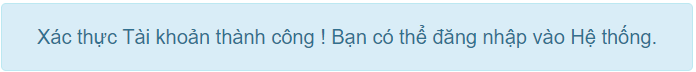 Xác thực Tài khoản thành công ! Bạn có thể đăng nhập vào Hệ thống.